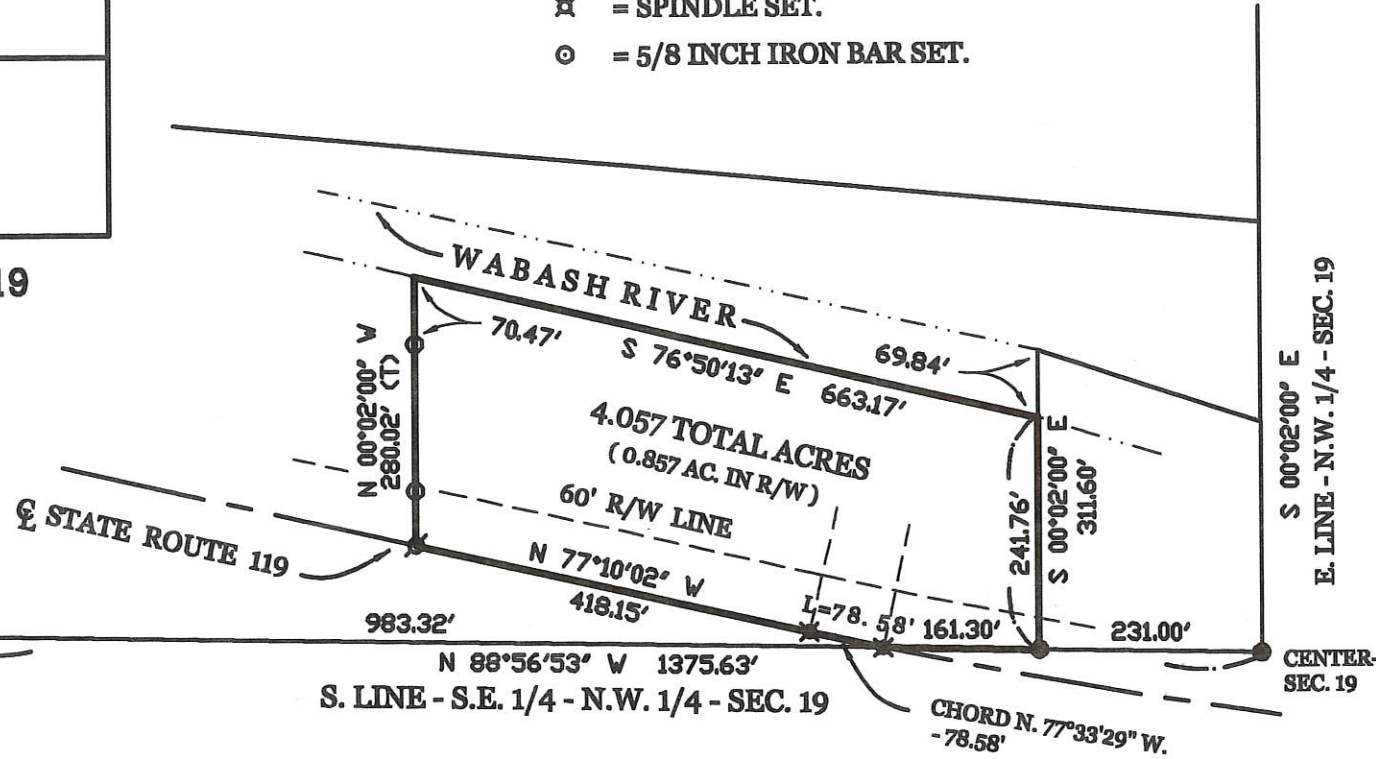 = SPINDLE SET.
= 5/8 INCH IRON BAR SET.
19
WABASH RIVER
70.47'
S 76°50'13" E 663.17'
69.84'
N 00°02'00" W
280.02' (T)
4.057 TOTAL ACRES
( 0.857 AC. IN R/W )
60' R/W LINE
241.76'
S 00°02'00" E
311.60'
S 00°02'00" E
E. LINE - N.W. 1/4 - SEC. 19
℄ STATE ROUTE 119
N 77°10'02" W
418.15'
L=78.58'
161.30'
231.00'
983.32'
N 88°56'53" W 1375.63'
S. LINE - S.E. 1/4 - N.W. 1/4 - SEC. 19
CENTER-
SEC. 19
CHORD N. 77°33'29" W.
- 78.58'